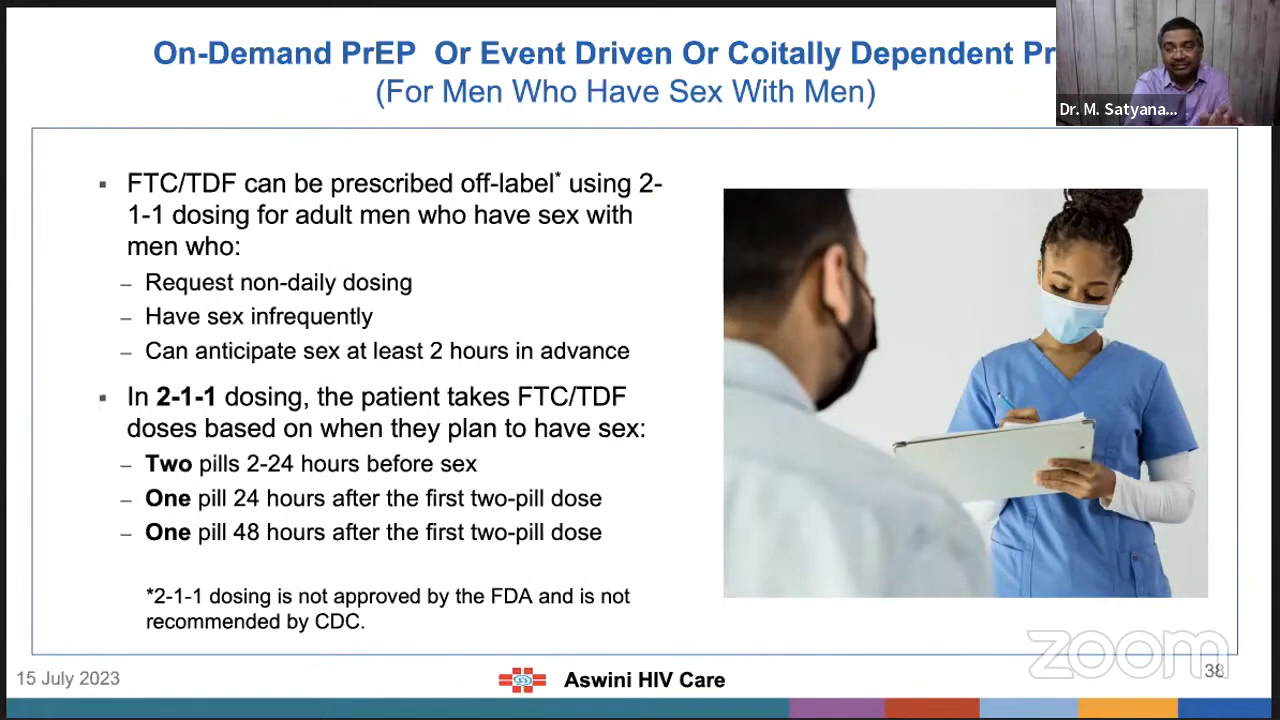 On-Demand PrEP Or Event Driven Or Coitally Dependent Pr
(For Men Who Have Sex With Men)
Dr. M. Satyana...
▪ FTC/TDF can be prescribed off-label* using 2-
1-1 dosing for adult men who have sex with
men who:
– Request non-daily dosing
– Have sex infrequently
– Can anticipate sex at least 2 hours in advance
▪ In 2-1-1 dosing, the patient takes FTC/TDF
doses based on when they plan to have sex:
– Two pills 2-24 hours before sex
– One pill 24 hours after the first two-pill dose
– One pill 48 hours after the first two-pill dose
*2-1-1 dosing is not approved by the FDA and is not
recommended by CDC.
zoom
15 July 2023
Aswini HIV Care
38